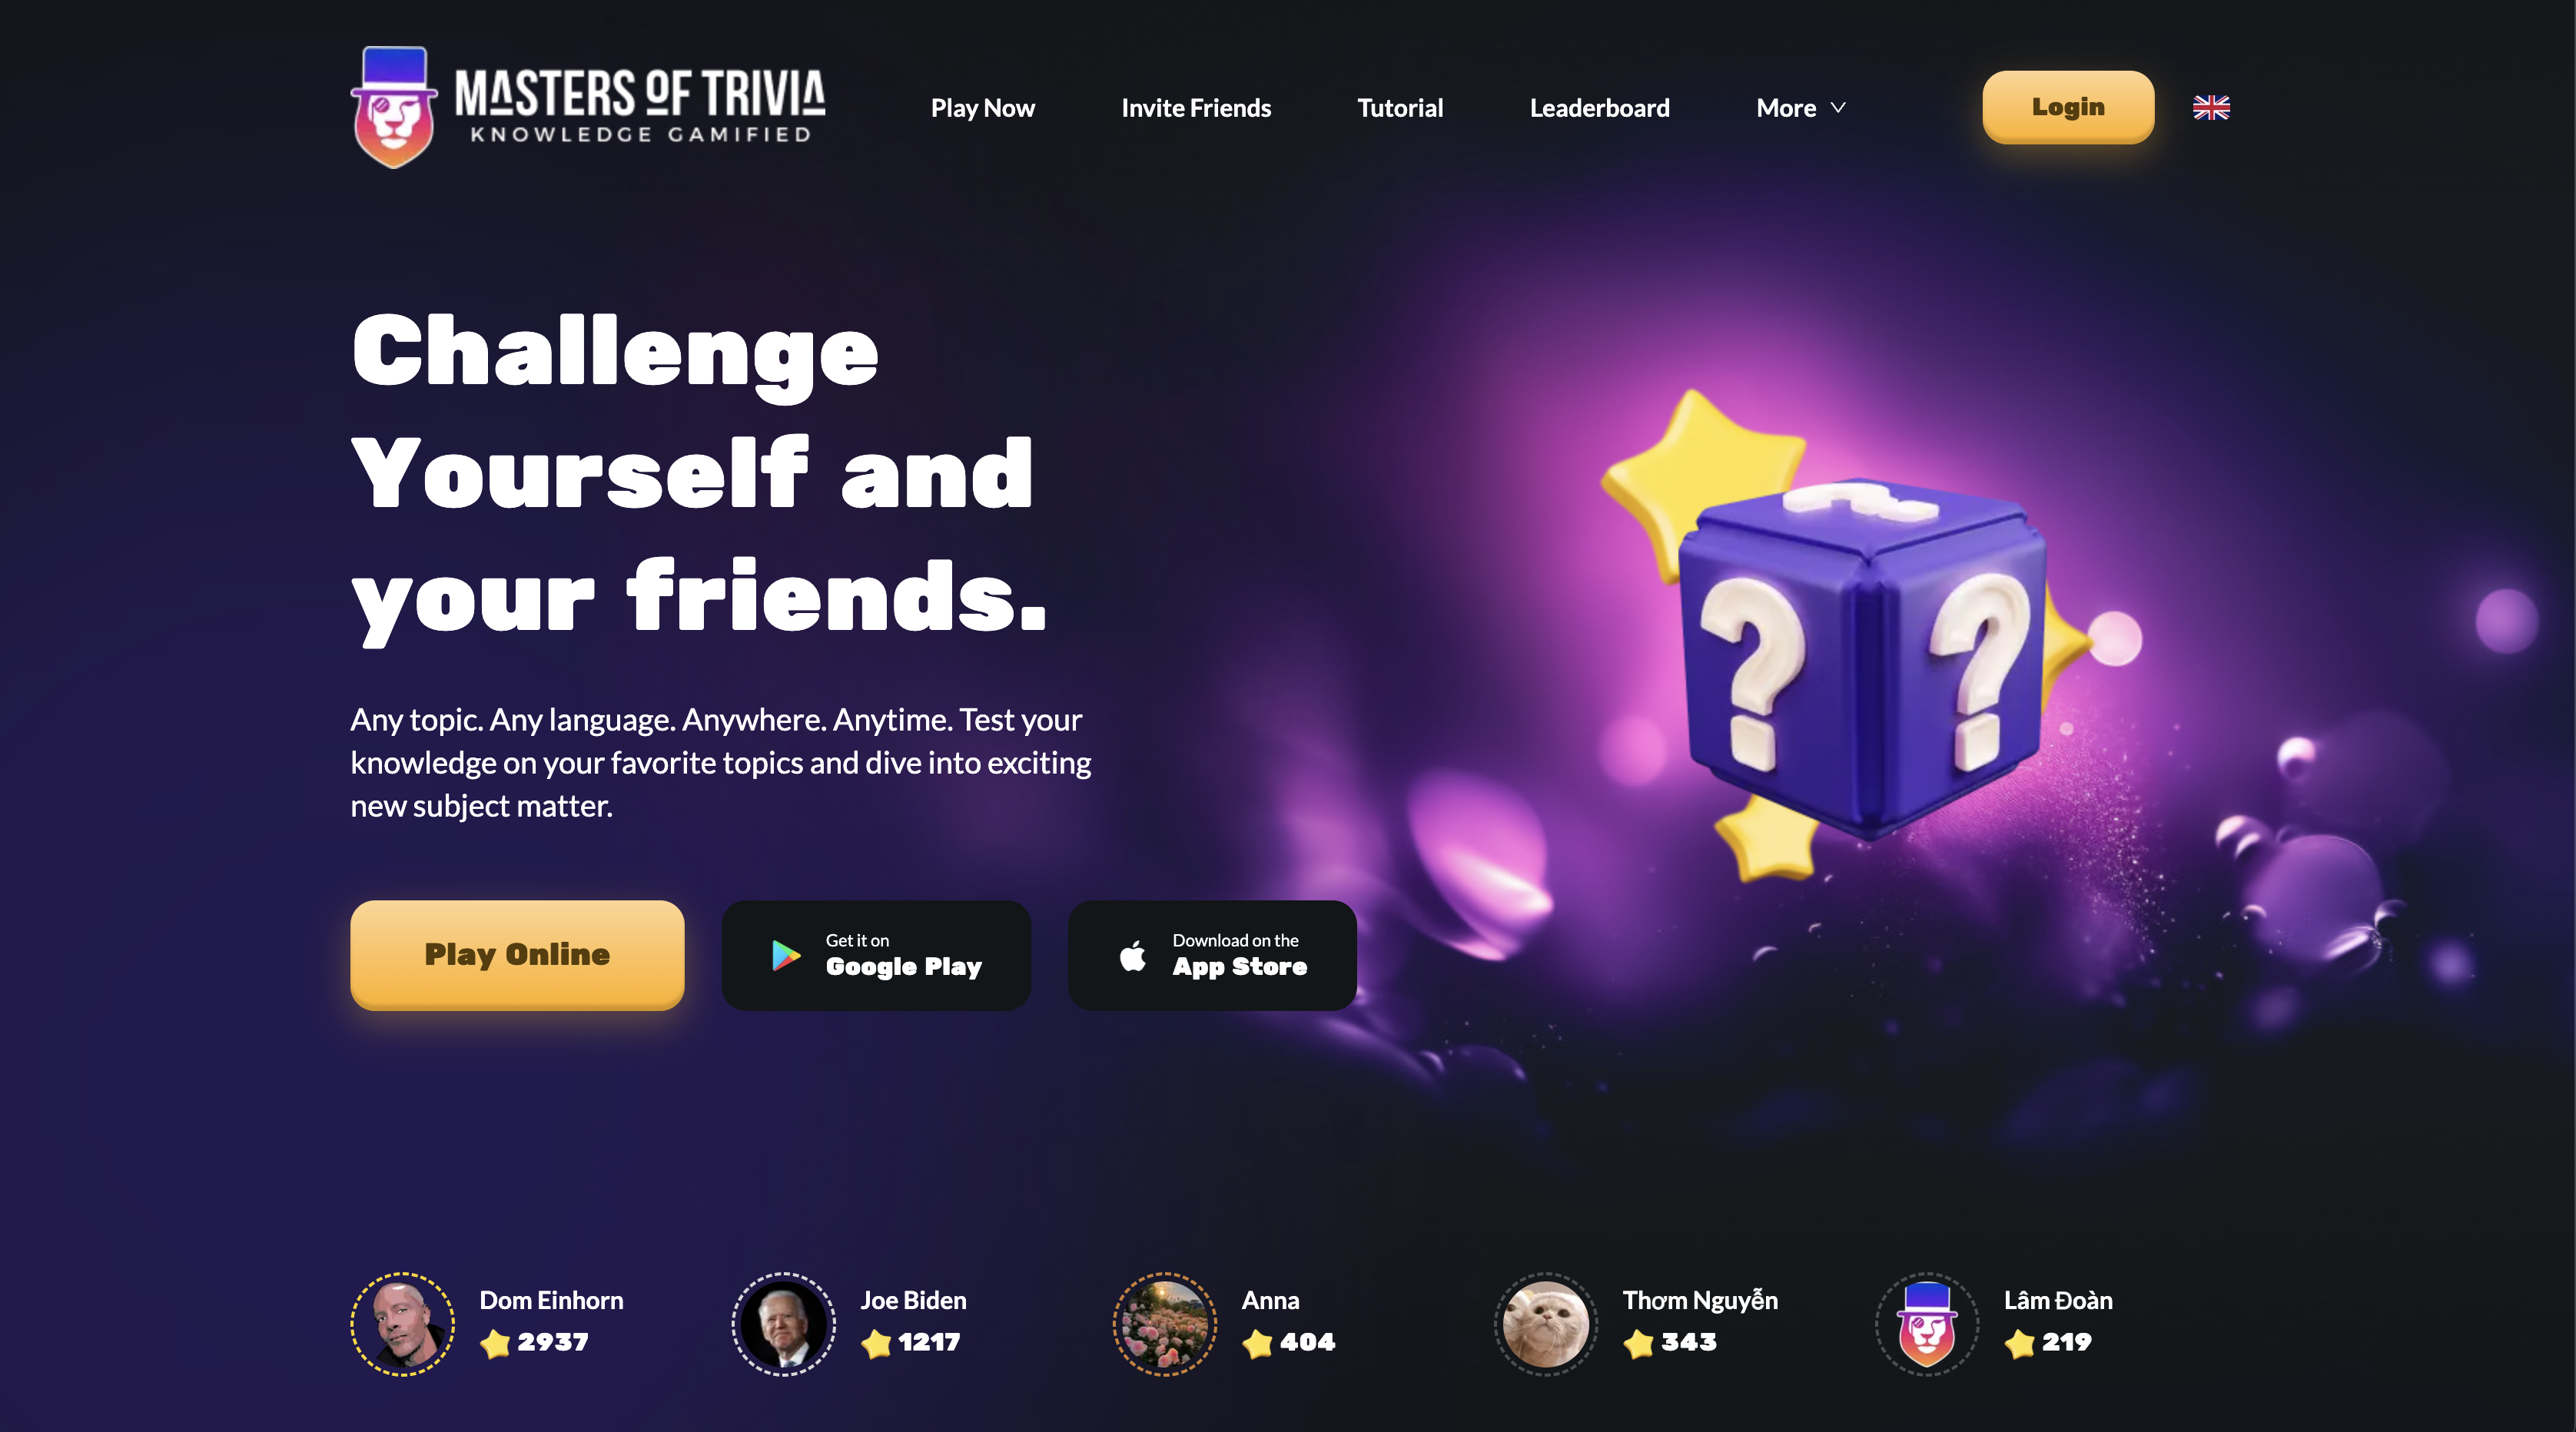 MASTERS OF TRIVIA
KNOWLEDGE GAMIFIED
Play Now
Invite Friends
Tutorial
Leaderboard
More
Login
Challenge
Yourself and
your friends.
Any topic. Any language. Anywhere. Anytime. Test your
knowledge on your favorite topics and dive into exciting
new subject matter.
Play Online
Get it on
Google Play
Download on the
App Store
? ? ?
Dom Einhorn
2937
Joe Biden
1217
Anna
404
Thơm Nguyễn
343
Lâm Đoàn
219